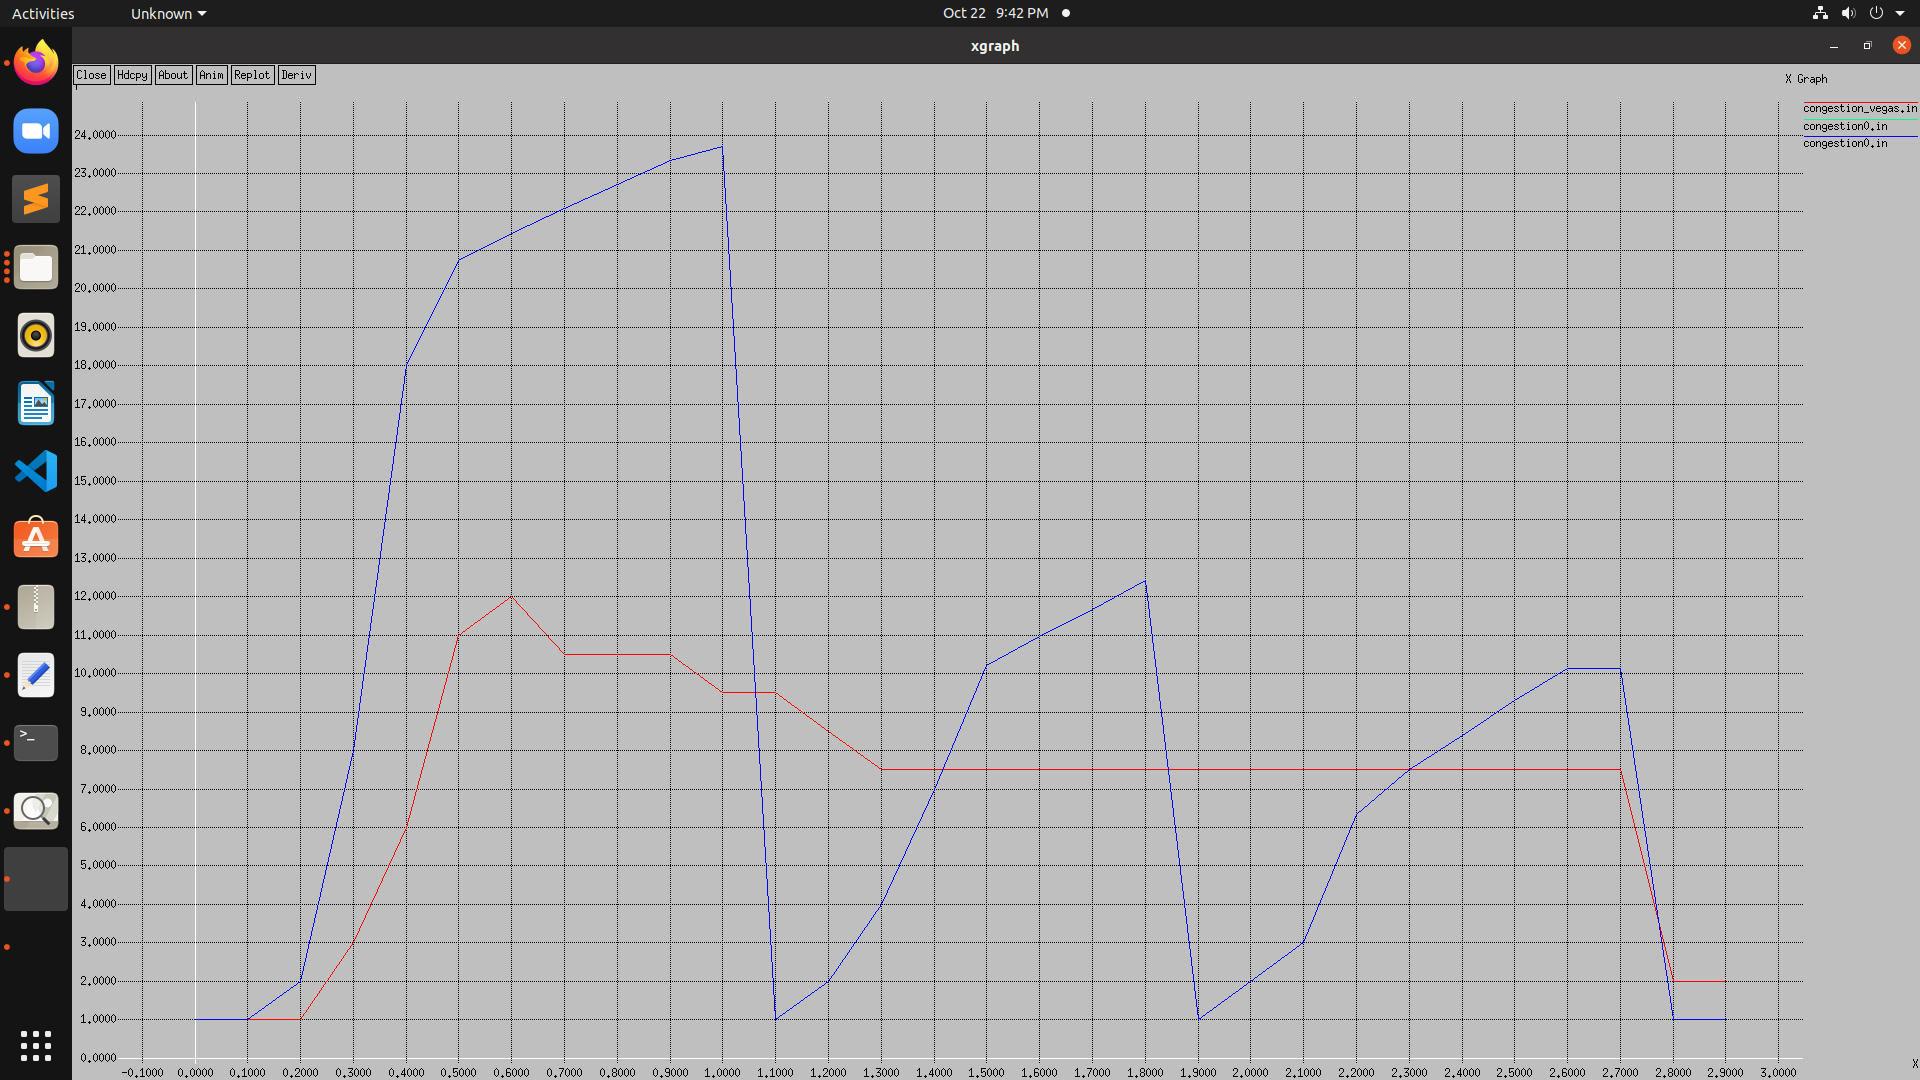 Activities Unknown Oct 22 9:42 PM
xgraph
Close Hdcpy About Anim Replot Deriv
X Graph
congestion_vegas.in
congestion0.in
congestion0.in
24.0000
23.0000
22.0000
21.0000
20.0000
19.0000
18.0000
17.0000
16.0000
15.0000
14.0000
13.0000
12.0000
11.0000
10.0000
9.0000
8.0000
7.0000
6.0000
5.0000
4.0000
3.0000
2.0000
1.0000
0.0000
X
-0.1000 0.0000 0.1000 0.2000 0.3000 0.4000 0.5000 0.6000 0.7000 0.8000 0.9000 1.0000 1.1000 1.2000 1.3000 1.4000 1.5000 1.6000 1.7000 1.8000 1.9000 2.0000 2.1000 2.2000 2.3000 2.4000 2.5000 2.6000 2.7000 2.8000 2.9000 3.0000